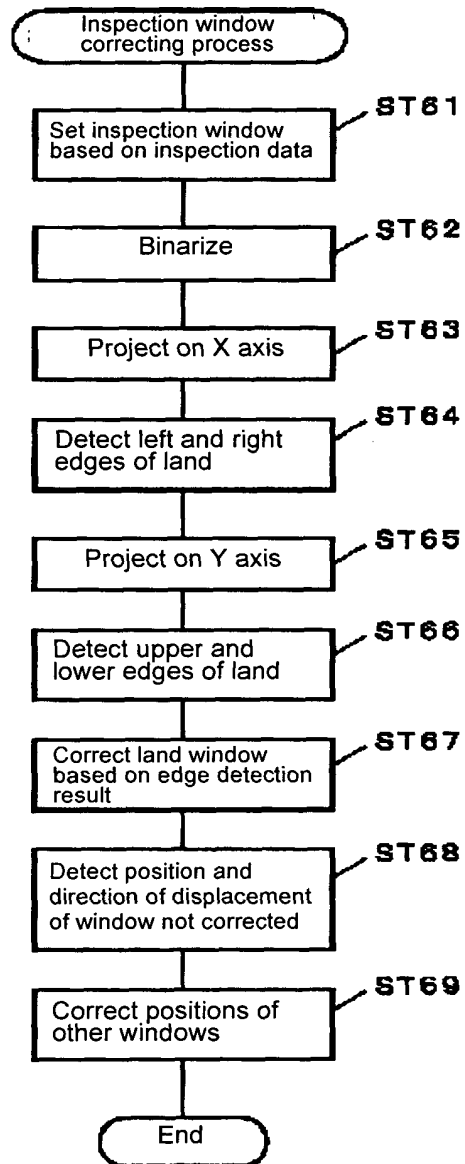 Inspection window
correcting process
ST61
Set inspection window
based on inspection data
ST62
Binarize
ST63
Project on X axis
ST64
Detect left and right
edges of land
ST65
Project on Y axis
ST66
Detect upper and
lower edges of land
ST67
Correct land window
based on edge detection
result
ST68
Detect position and
direction of displacement
of window not corrected
ST69
Correct positions of
other windows
End